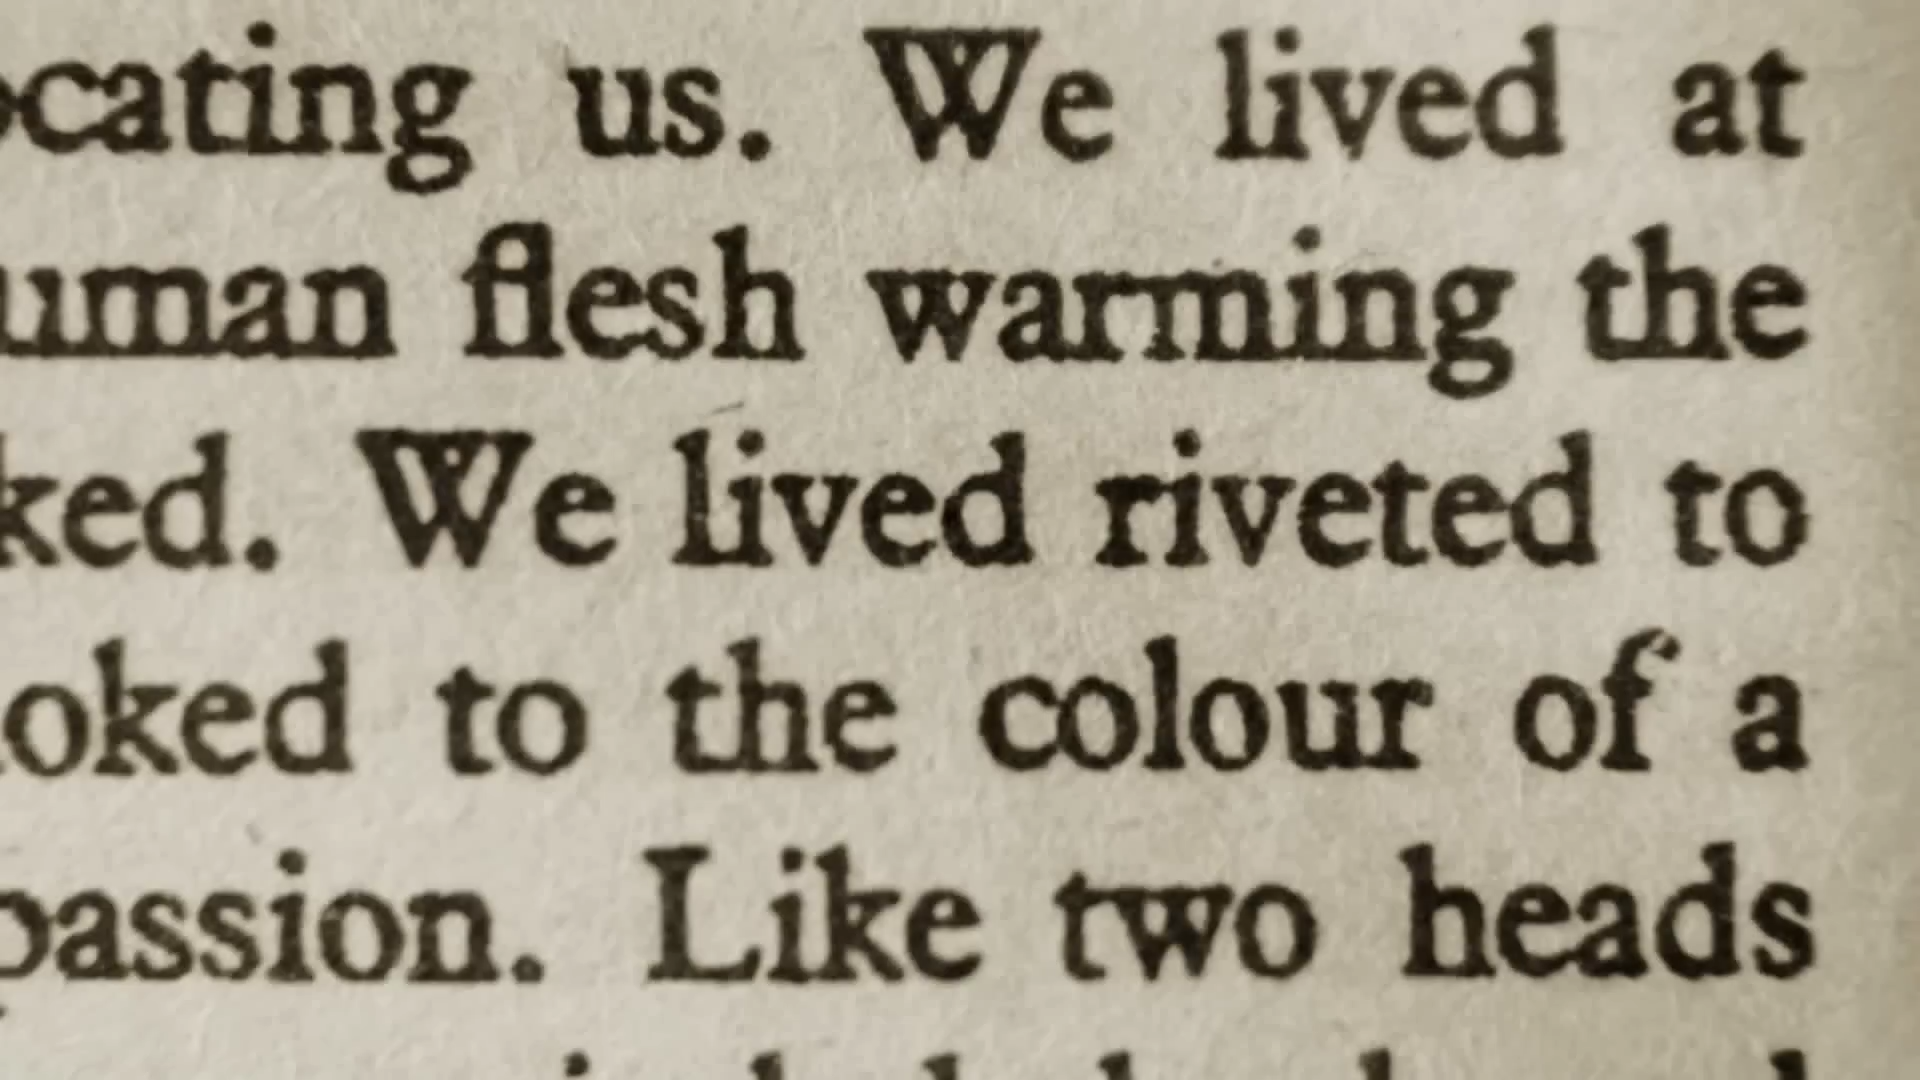 ocating us. We lived at
uman flesh warming the
ked. We lived riveted to
oked to the colour of a
passion. Like two heads